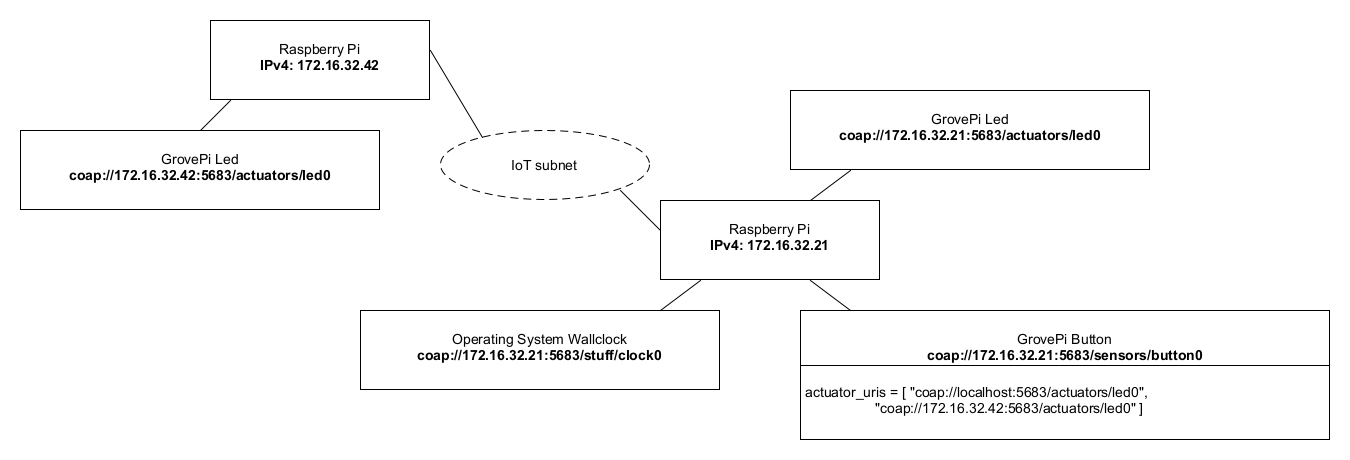 Raspberry Pi
IPv4: 172.16.32.42
GrovePi Led
coap://172.16.32.42:5683/actuators/led0
IoT subnet
GrovePi Led
coap://172.16.32.21:5683/actuators/led0
Raspberry Pi
IPv4: 172.16.32.21
Operating System Wallclock
coap://172.16.32.21:5683/stuff/clock0
GrovePi Button
coap://172.16.32.21:5683/sensors/button0
actuator_uris = [ "coap://localhost:5683/actuators/led0",
"coap://172.16.32.42:5683/actuators/led0" ]